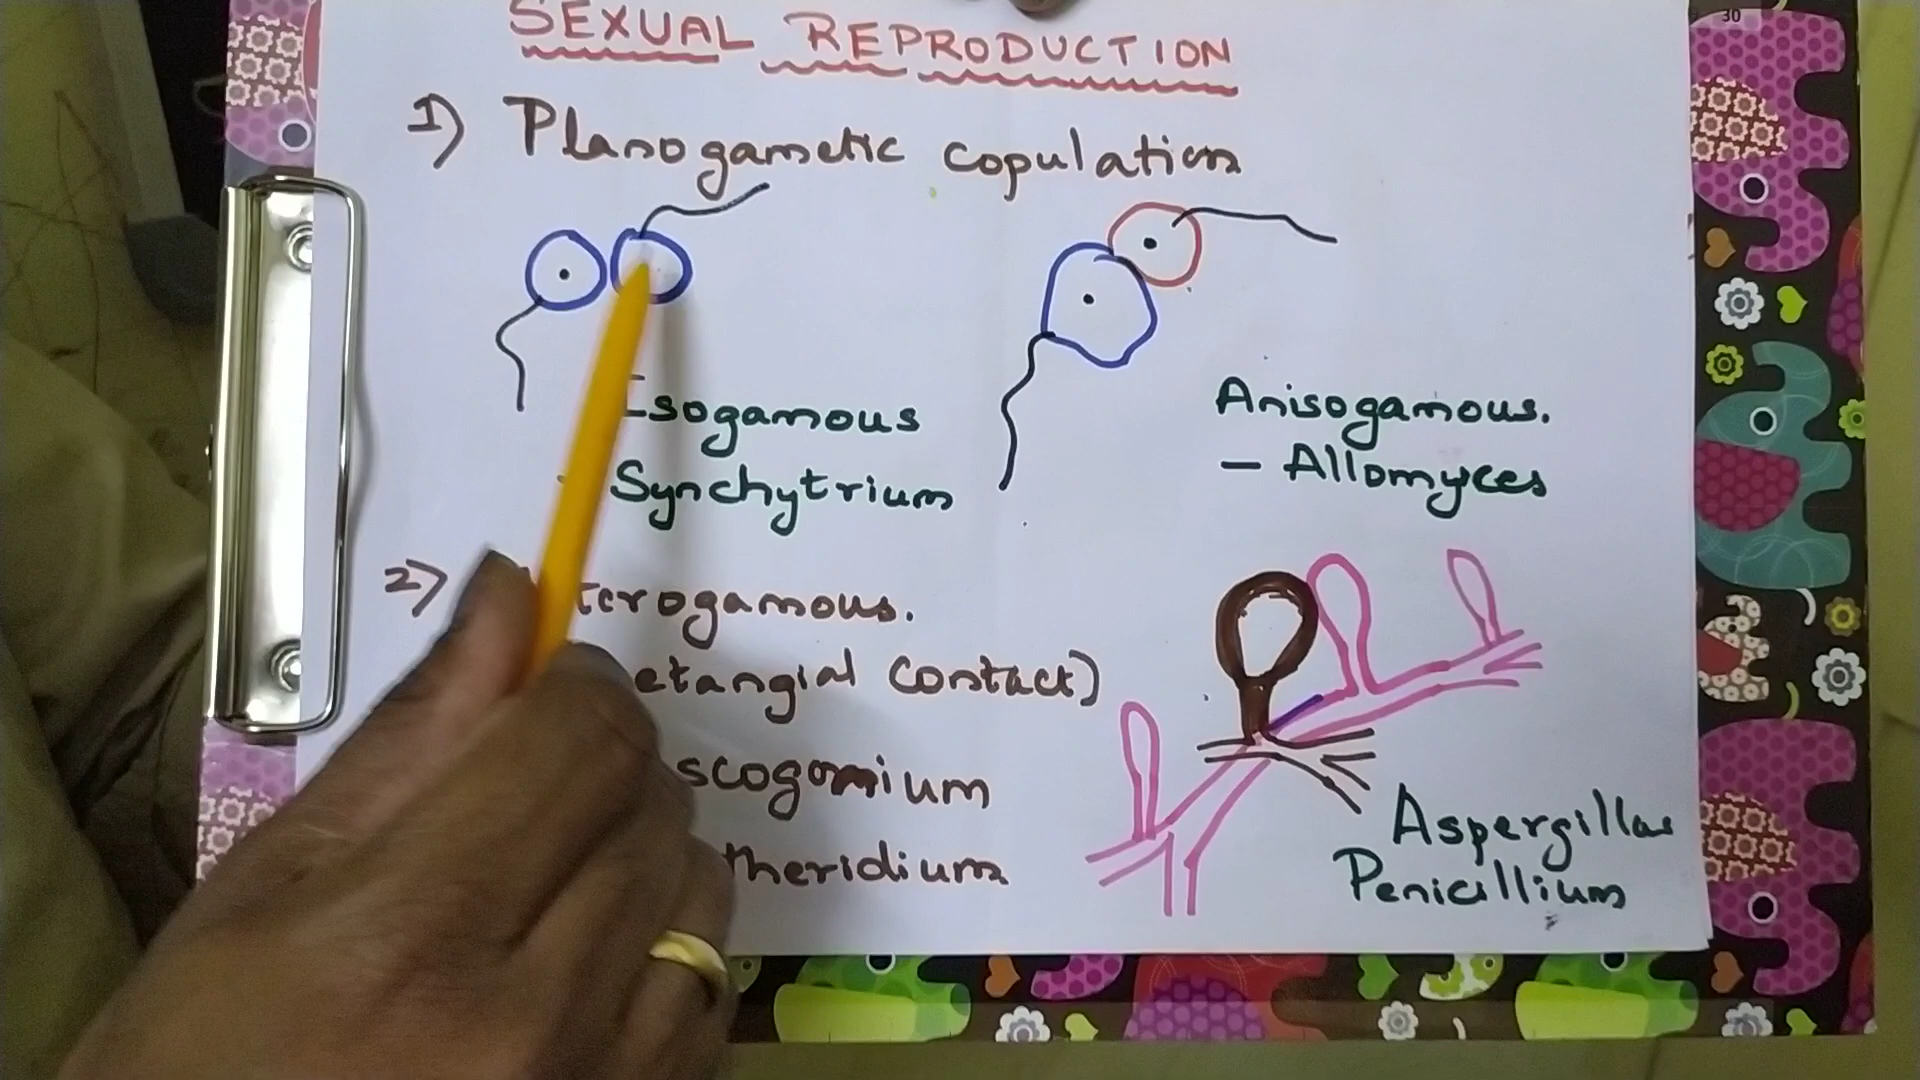 SEXUAL REPRODUCTION
1) Planogametic copulation
Isogamous
Synchytrium
Anisogamous.
- Allomyces
2) terogamous.
etangial contact)
scogonium
theridium
Aspergillus
Penicillium
30